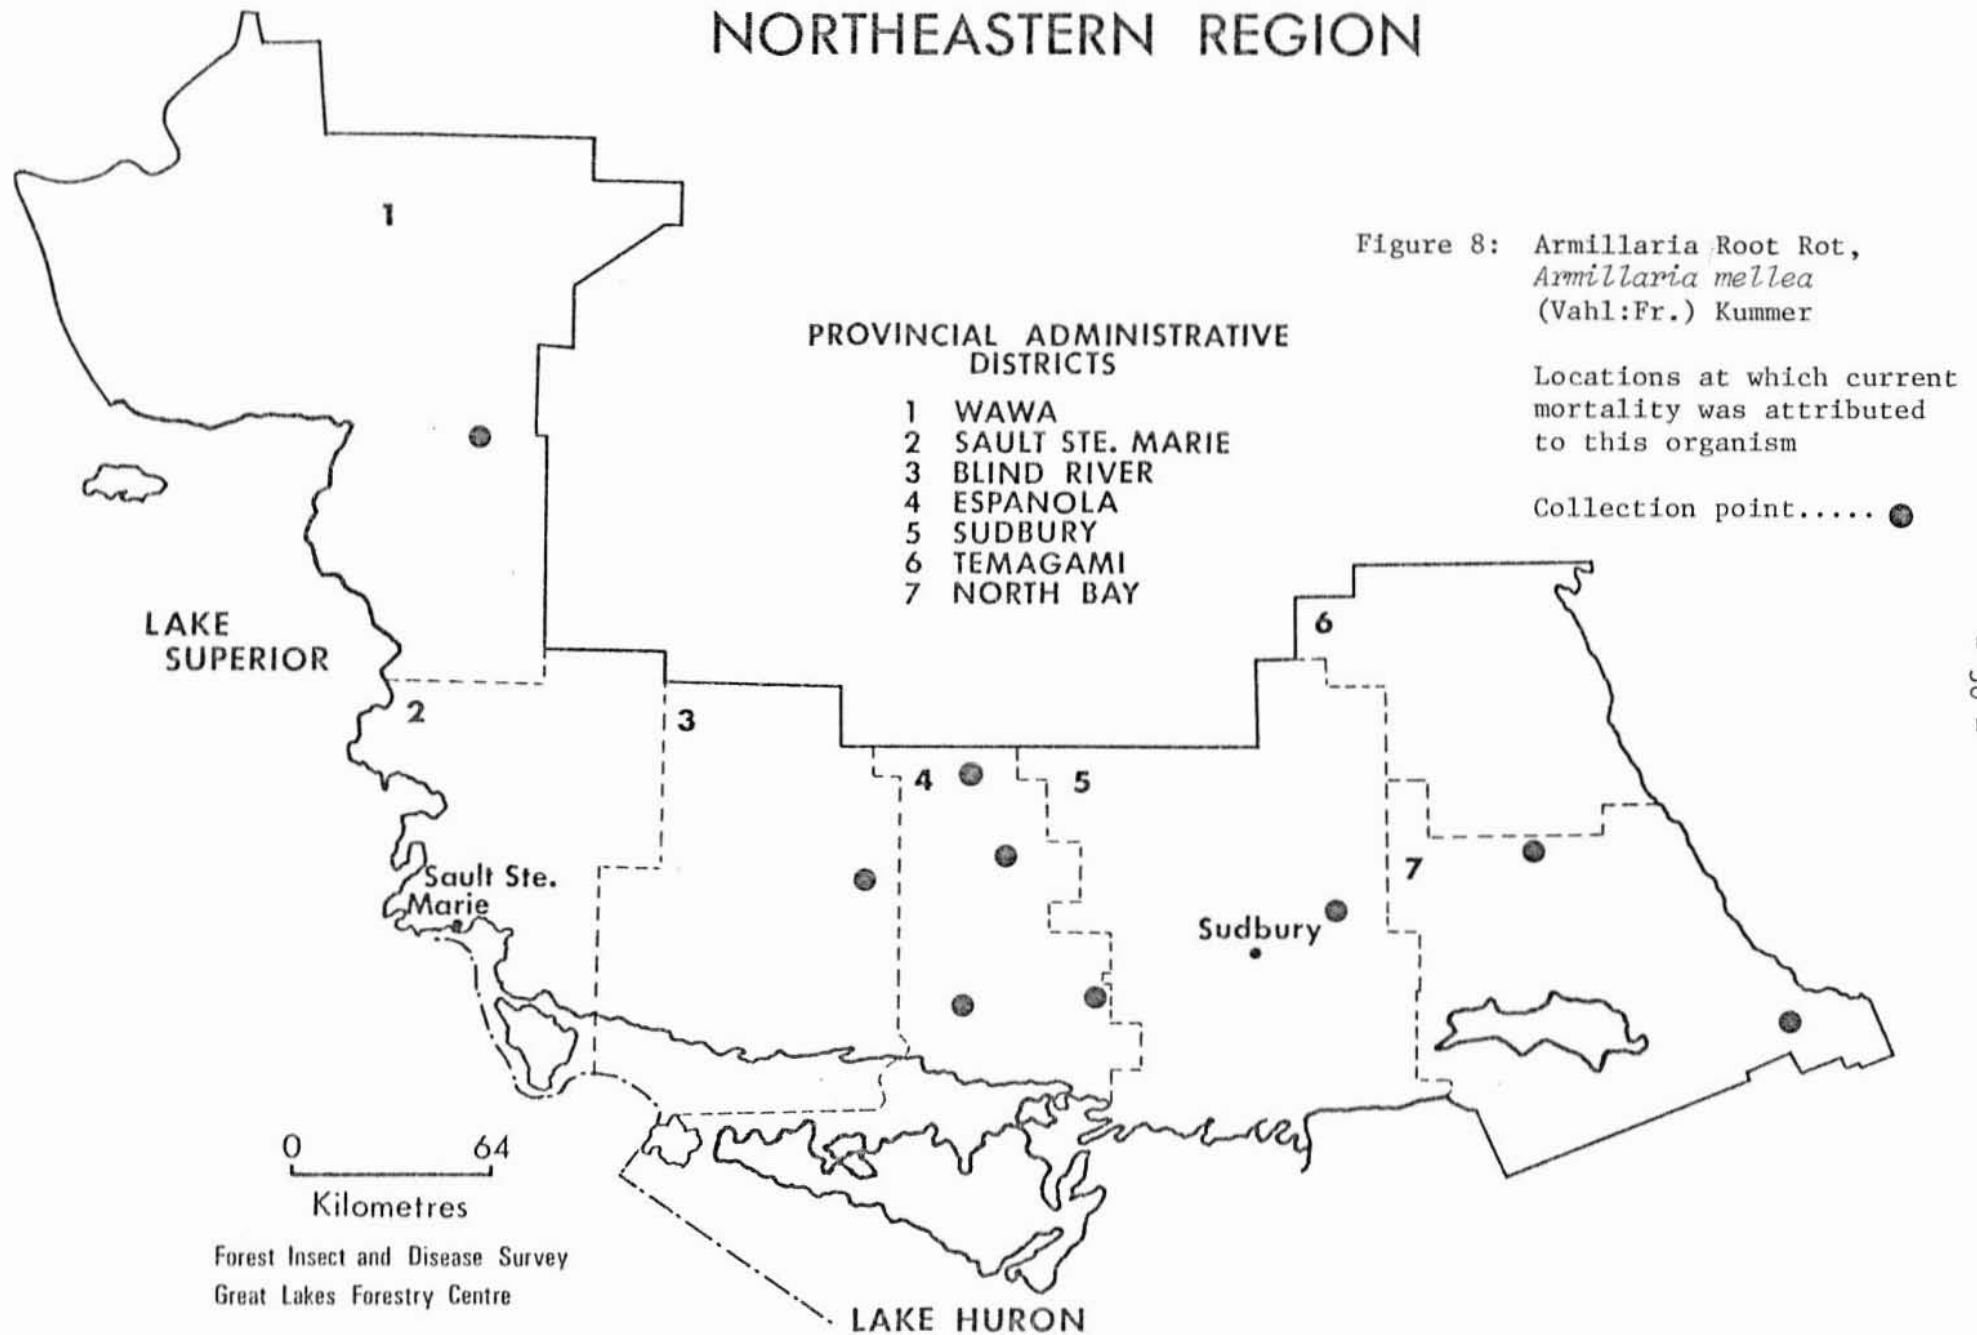 NORTHEASTERN REGION
1
Figure 8: Armillaria Root Rot,
Armillaria mellea
(Vahl:Fr.) Kummer
Locations at which current
mortality was attributed
to this organism
Collection point.....
PROVINCIAL ADMINISTRATIVE
DISTRICTS
1 WAWA
2 SAULT STE. MARIE
3 BLIND RIVER
4 ESPANOLA
5 SUDBURY
6 TEMAGAMI
7 NORTH BAY
LAKE
SUPERIOR
6
2
3
4
5
7
Sault Ste.
Marie
Sudbury
0 64
Kilometres
Forest Insect and Disease Survey
Great Lakes Forestry Centre
LAKE HURON